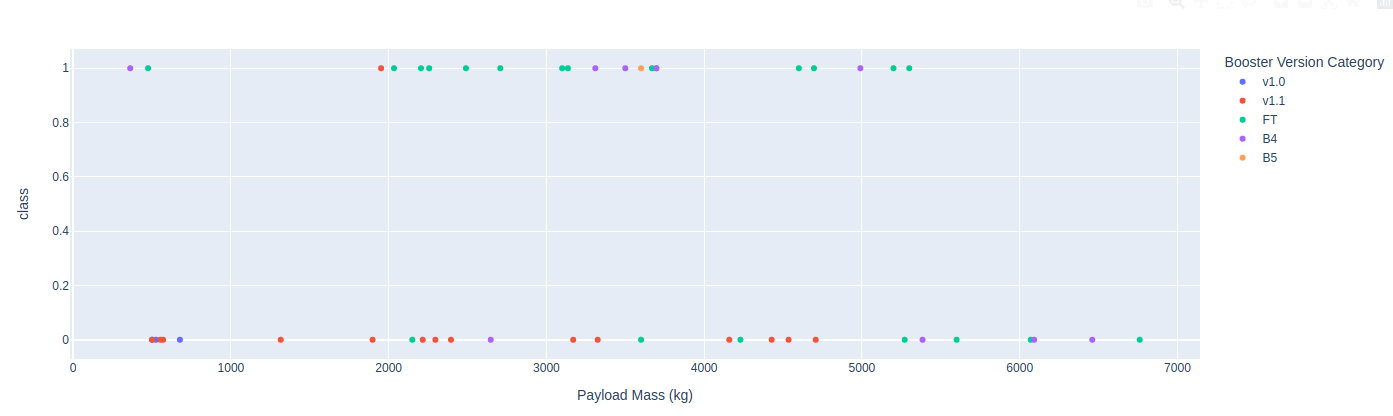 1
0.8
0.6
0.4
0.2
0
class
0 1000 2000 3000 4000 5000 6000 7000
Payload Mass (kg)
Booster Version Category
v1.0
v1.1
FT
B4
B5